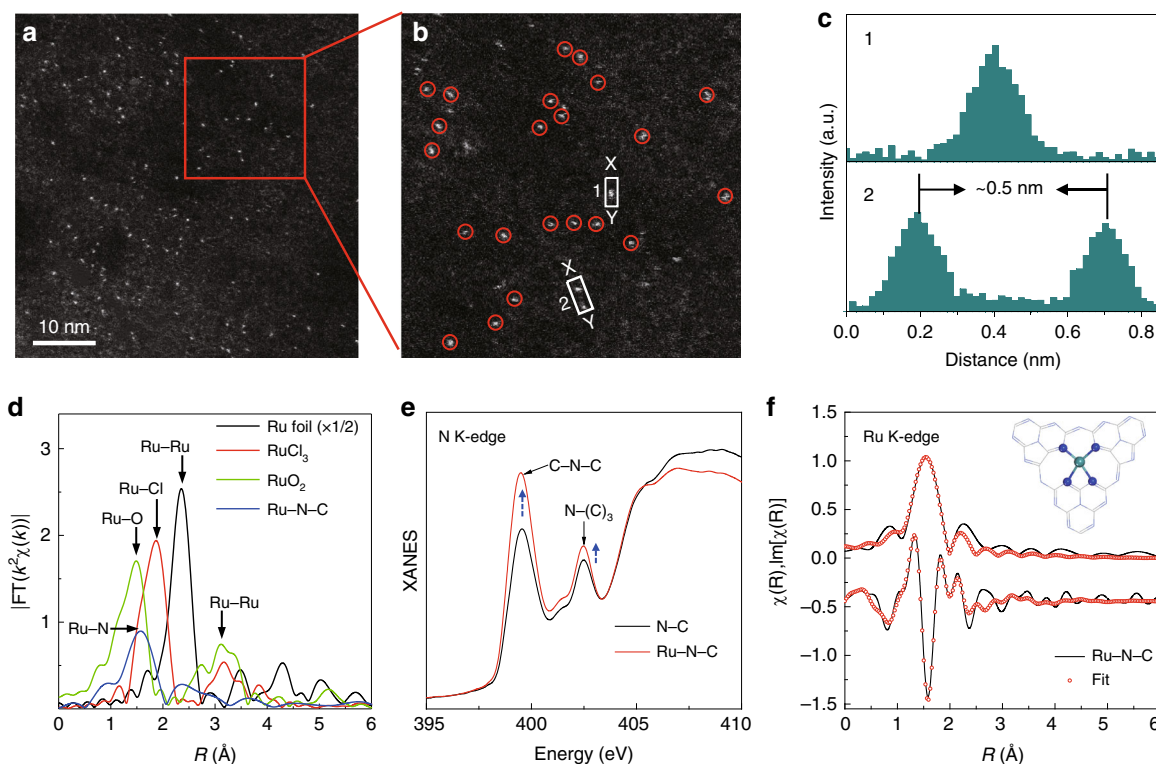 a
10 nm
b
X
1
Y
X
2
Y
c
1
2
~0.5 nm
Intensity (a.u.)
0.0 0.2 0.4 0.6 0.8
Distance (nm)
d
3
2
1
|FT(k²χ(k))|
Ru foil (×1/2)
RuCl₃
RuO₂
Ru–N–C
Ru–Ru
Ru–Cl
Ru–O
Ru–N
Ru–Ru
0 1 2 3 4 5 6
R (Å)
e
N K-edge
C–N–C
N–(C)₃
XANES
N–C
Ru–N–C
395 400 405 410
Energy (eV)
f
Ru K-edge
1.5
1.0
0.5
0.0
–0.5
–1.0
–1.5
χ(R),Im[χ(R)]
Ru–N–C
Fit
0 1 2 3 4 5 6
R (Å)